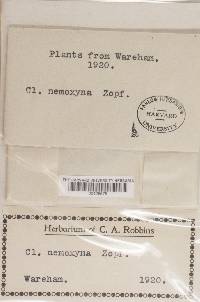 Plants from Wareham.
1920.
Cl. nemoxyna Zopf.
FARLOW HERBARIUM
HARVARD
UNIVERSITY
Herbarium of C. A. Robbins
Cl. nemoxyna Zopf.
Wareham. 1920.